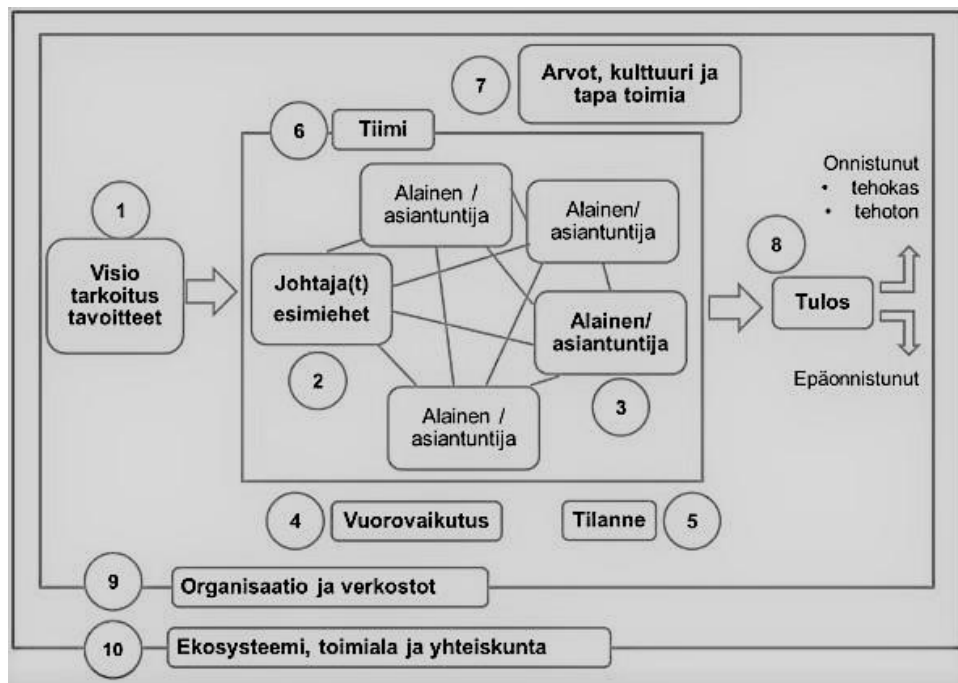 7
Arvot, kulttuuri ja
tapa toimia
6
Tiimi
1
Visio
tarkoitus
tavoitteet
Alainen /
asiantuntija
Alainen/
asiantuntija
Johtaja(t)
esimiehet
2
Alainen/
asiantuntija
3
Alainen /
asiantuntija
Onnistunut
• tehokas
• tehoton
8
Tulos
Epäonnistunut
4
Vuorovaikutus
Tilanne
5
9
Organisaatio ja verkostot
10
Ekosysteemi, toimiala ja yhteiskunta